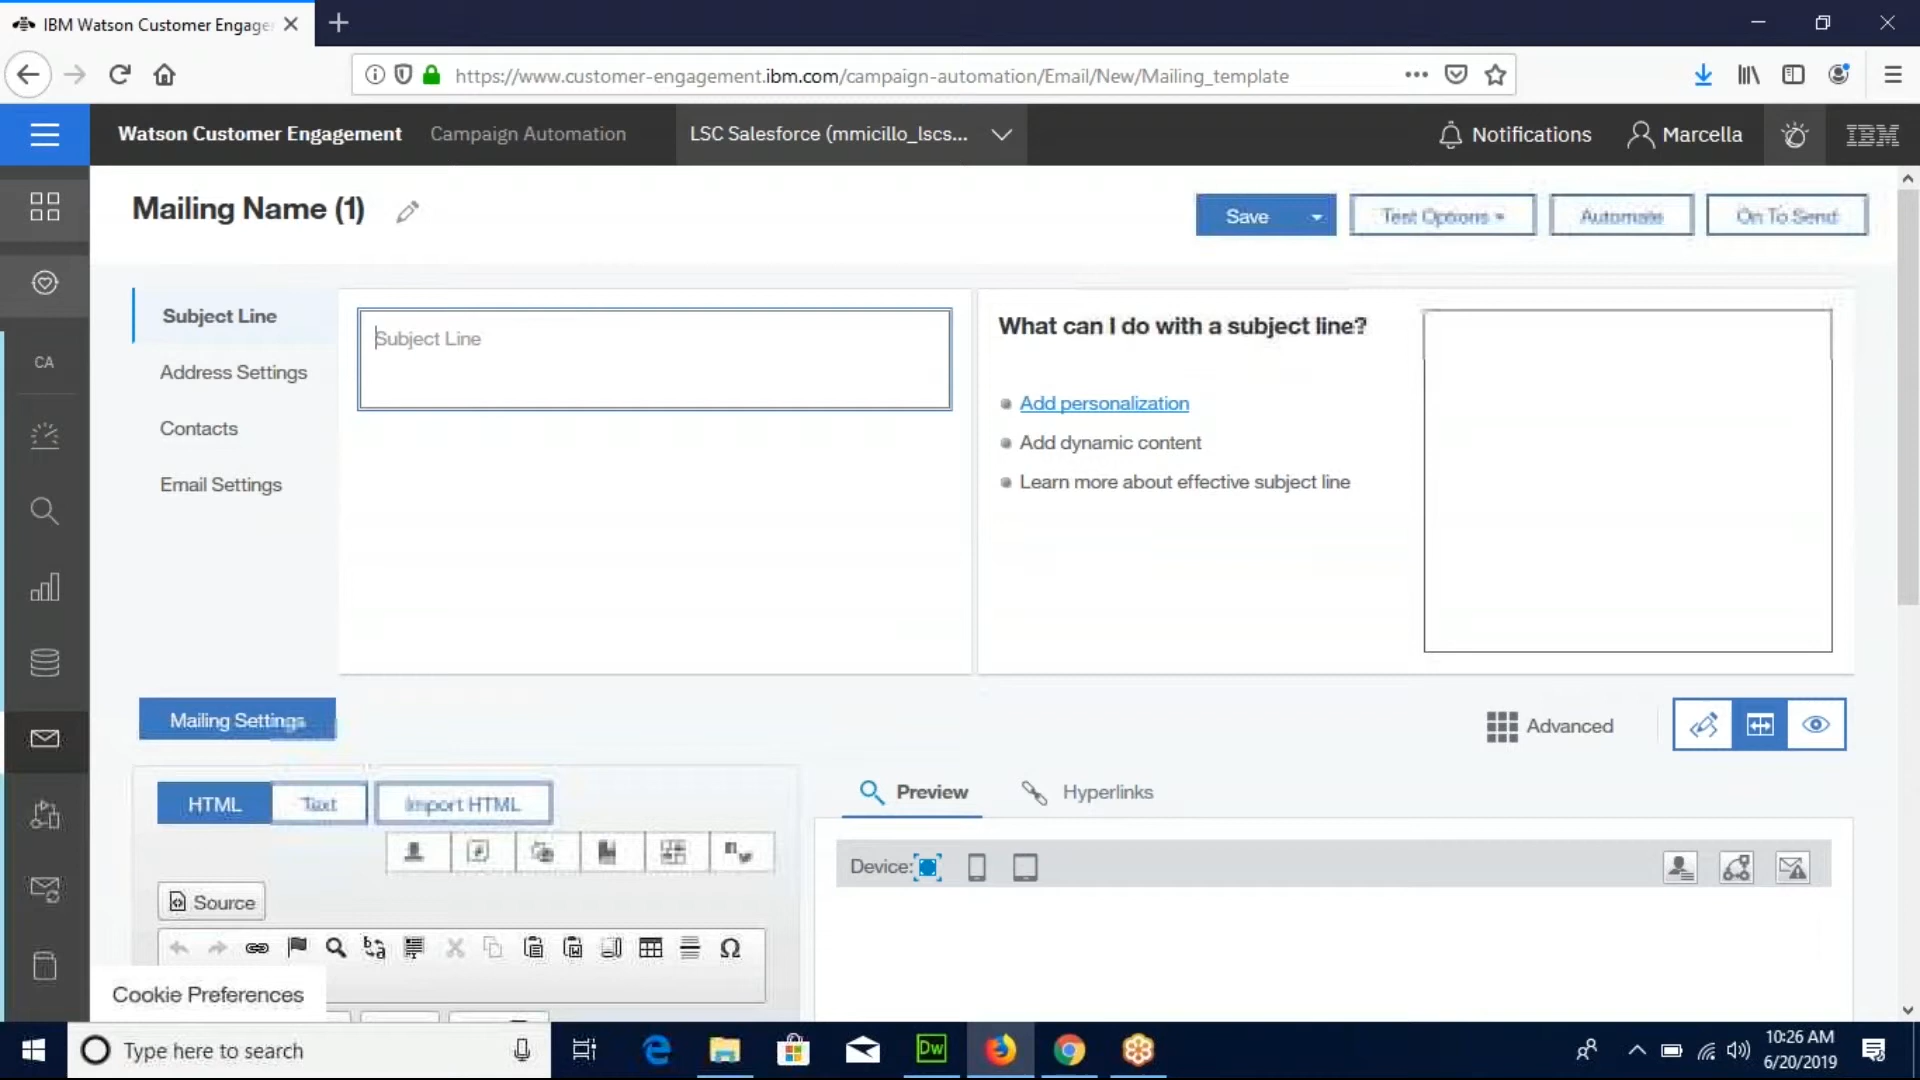 IBM Watson Customer Engage
https://www.customer-engagement.ibm.com/campaign-automation/Email/New/Mailing_template
Watson Customer Engagement
Campaign Automation
LSC Salesforce (mmicillo_lscs...
Notifications
Marcella
IBM
Mailing Name (1)
Save
Test Options
Automate
On To Send
CA
Subject Line
Address Settings
Contacts
Email Settings
Subject Line
What can I do with a subject line?
Add personalization
Add dynamic content
Learn more about effective subject line
Mailing Settings
Advanced
HTML
Text
Import HTML
Preview
Hyperlinks
Device:
Source
Cookie Preferences
Type here to search
Dw
10:26 AM
6/20/2019